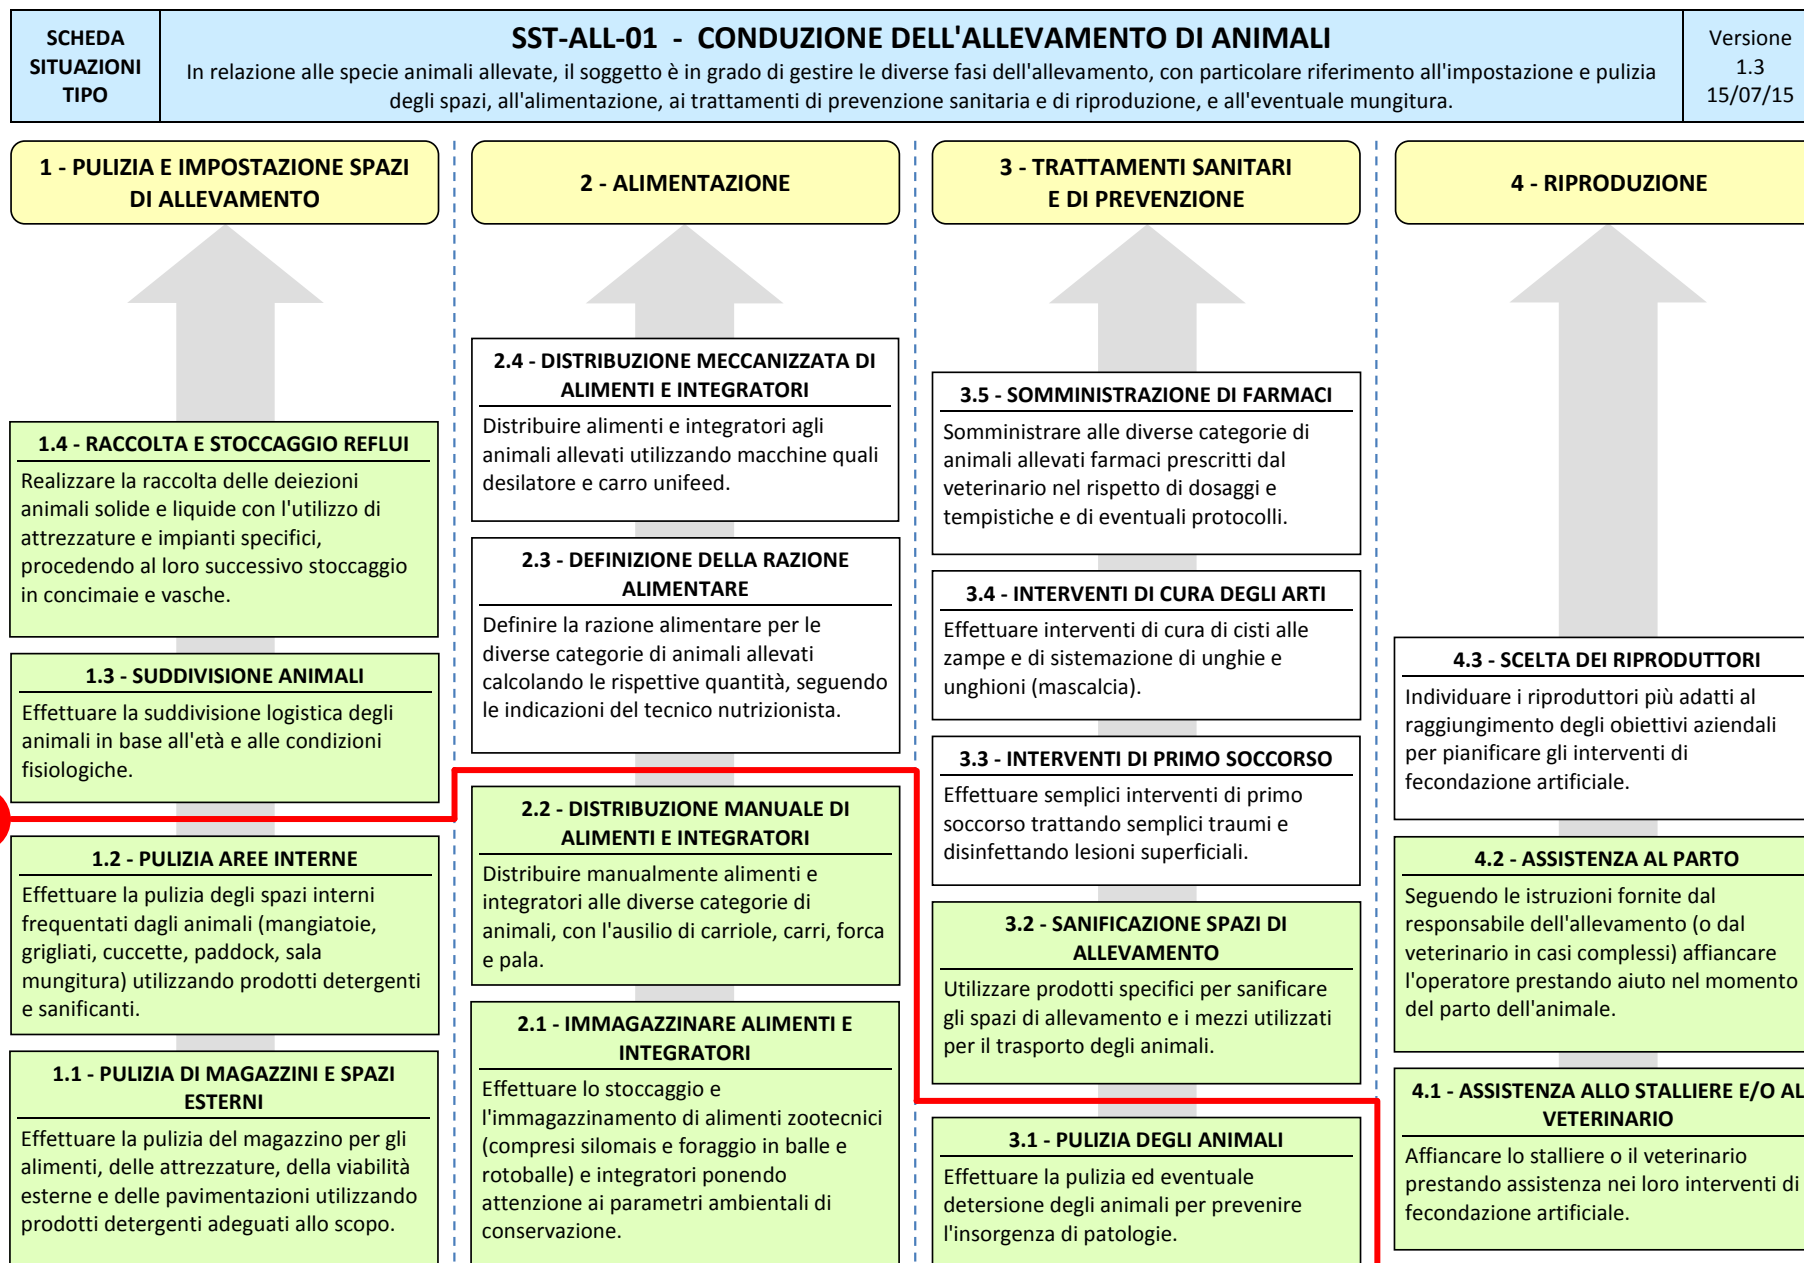 SCHEDA
SITUAZIONI
TIPO
SST-ALL-01 - CONDUZIONE DELL'ALLEVAMENTO DI ANIMALI
In relazione alle specie animali allevate, il soggetto è in grado di gestire le diverse fasi dell'allevamento, con particolare riferimento all'impostazione e pulizia
degli spazi, all'alimentazione, ai trattamenti di prevenzione sanitaria e di riproduzione, e all'eventuale mungitura.
Versione
1.3
15/07/15
1 - PULIZIA E IMPOSTAZIONE SPAZI
DI ALLEVAMENTO
1.4 - RACCOLTA E STOCCAGGIO REFLUI
Realizzare la raccolta delle deiezioni
animali solide e liquide con l'utilizzo di
attrezzature e impianti specifici,
procedendo al loro successivo stoccaggio
in concimaie e vasche.
1.3 - SUDDIVISIONE ANIMALI
Effettuare la suddivisione logistica degli
animali in base all'età e alle condizioni
fisiologiche.
1.2 - PULIZIA AREE INTERNE
Effettuare la pulizia degli spazi interni
frequentati dagli animali (mangiatoie,
grigliati, cuccette, paddock, sala
mungitura) utilizzando prodotti detergenti
e sanificanti.
1.1 - PULIZIA DI MAGAZZINI E SPAZI
ESTERNI
Effettuare la pulizia del magazzino per gli
alimenti, delle attrezzature, della viabilità
esterne e delle pavimentazioni utilizzando
prodotti detergenti adeguati allo scopo.
2 - ALIMENTAZIONE
2.4 - DISTRIBUZIONE MECCANIZZATA DI
ALIMENTI E INTEGRATORI
Distribuire alimenti e integratori agli
animali allevati utilizzando macchine quali
desilatore e carro unifeed.
2.3 - DEFINIZIONE DELLA RAZIONE
ALIMENTARE
Definire la razione alimentare per le
diverse categorie di animali allevati
calcolando le rispettive quantità, seguendo
le indicazioni del tecnico nutrizionista.
2.2 - DISTRIBUZIONE MANUALE DI
ALIMENTI E INTEGRATORI
Distribuire manualmente alimenti e
integratori alle diverse categorie di
animali, con l'ausilio di carriole, carri, forca
e pala.
2.1 - IMMAGAZZINARE ALIMENTI E
INTEGRATORI
Effettuare lo stoccaggio e
l'immagazzinamento di alimenti zootecnici
(compresi silomais e foraggio in balle e
rotoballe) e integratori ponendo
attenzione ai parametri ambientali di
conservazione.
3 - TRATTAMENTI SANITARI
E DI PREVENZIONE
3.5 - SOMMINISTRAZIONE DI FARMACI
Somministrare alle diverse categorie di
animali allevati farmaci prescritti dal
veterinario nel rispetto di dosaggi e
tempistiche e di eventuali protocolli.
3.4 - INTERVENTI DI CURA DEGLI ARTI
Effettuare interventi di cura di cisti alle
zampe e di sistemazione di unghie e
unghioni (mascalcia).
3.3 - INTERVENTI DI PRIMO SOCCORSO
Effettuare semplici interventi di primo
soccorso trattando semplici traumi e
disinfettando lesioni superficiali.
3.2 - SANIFICAZIONE SPAZI DI
ALLEVAMENTO
Utilizzare prodotti specifici per sanificare
gli spazi di allevamento e i mezzi utilizzati
per il trasporto degli animali.
3.1 - PULIZIA DEGLI ANIMALI
Effettuare la pulizia ed eventuale
detersione degli animali per prevenire
l'insorgenza di patologie.
4 - RIPRODUZIONE
4.3 - SCELTA DEI RIPRODUTTORI
Individuare i riproduttori più adatti al
raggiungimento degli obiettivi aziendali
per pianificare gli interventi di
fecondazione artificiale.
4.2 - ASSISTENZA AL PARTO
Seguendo le istruzioni fornite dal
responsabile dell'allevamento (o dal
veterinario in casi complessi) affiancare
l'operatore prestando aiuto nel momento
del parto dell'animale.
4.1 - ASSISTENZA ALLO STALLIERE E/O AL
VETERINARIO
Affiancare lo stalliere o il veterinario
prestando assistenza nei loro interventi di
fecondazione artificiale.